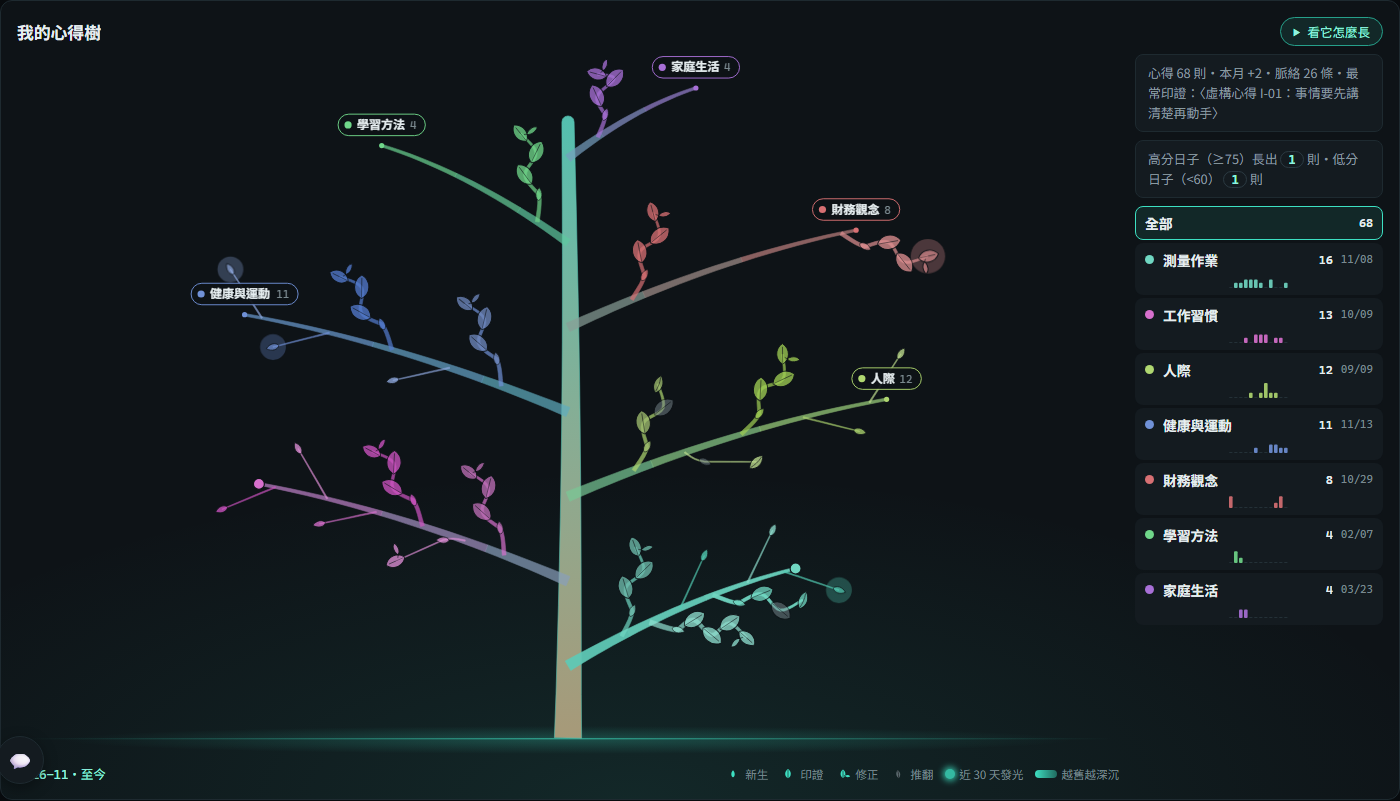 我的心得樹
看它怎麼長
心得 68 則・本月 +2・脈絡 26 條・最
常印證：〈虛構心得 I-01：事情要先講
清楚再動手〉
高分日子（≥75）長出 1 則・低分
日子（<60） 1 則
全部 68
測量作業 16 11/08
工作習慣 13 10/09
人際 12 09/09
健康與運動 11 11/13
財務觀念 8 10/29
學習方法 4 02/07
家庭生活 4 03/23
家庭生活 4
學習方法 4
財務觀念 8
健康與運動 11
人際 12
6-11・至今
新生
印證
修正
推翻
近 30 天發光
越舊越深沉